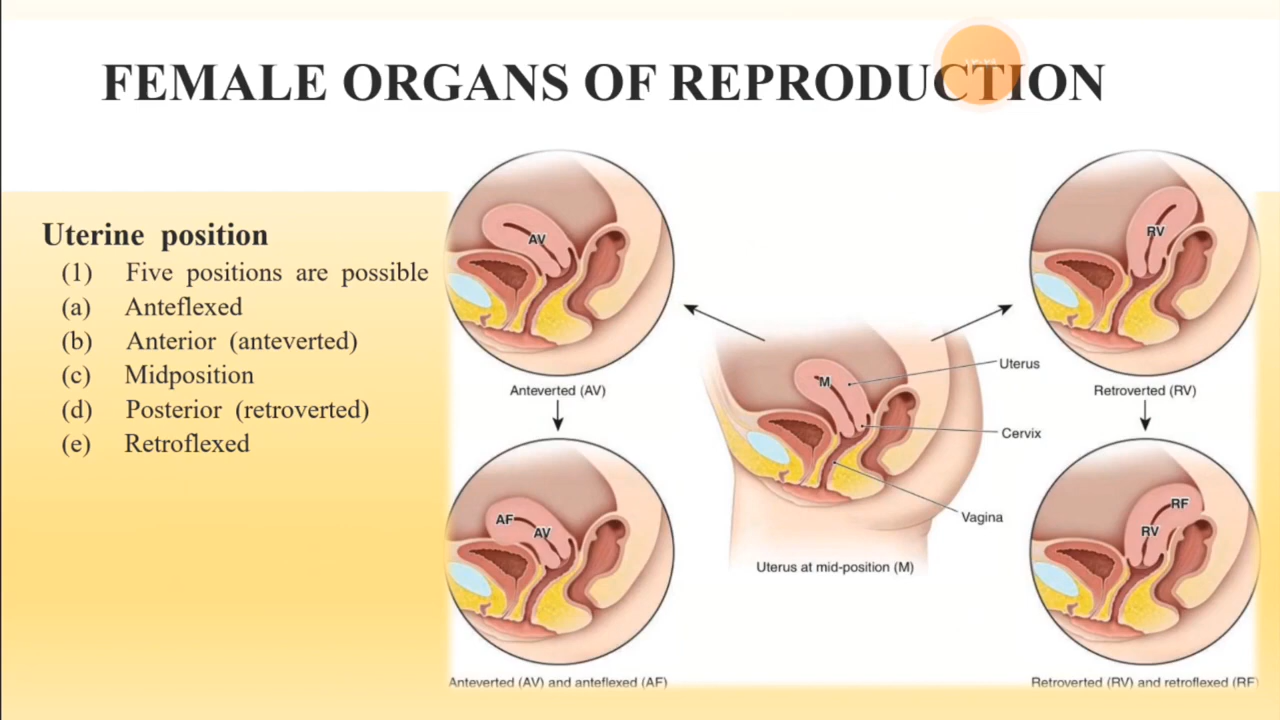 FEMALE ORGANS OF REPRODUCTION
Uterine position
(1) Five positions are possible
(a) Anteflexed
(b) Anterior (anteverted)
(c) Midposition
(d) Posterior (retroverted)
(e) Retroflexed
AV
Anteverted (AV)
AF
AV
Anteverted (AV) and anteflexed (AF)
M
Uterus
Cervix
Vagina
Uterus at mid-position (M)
RV
Retroverted (RV)
RF
RV
Retroverted (RV) and retroflexed (RF)